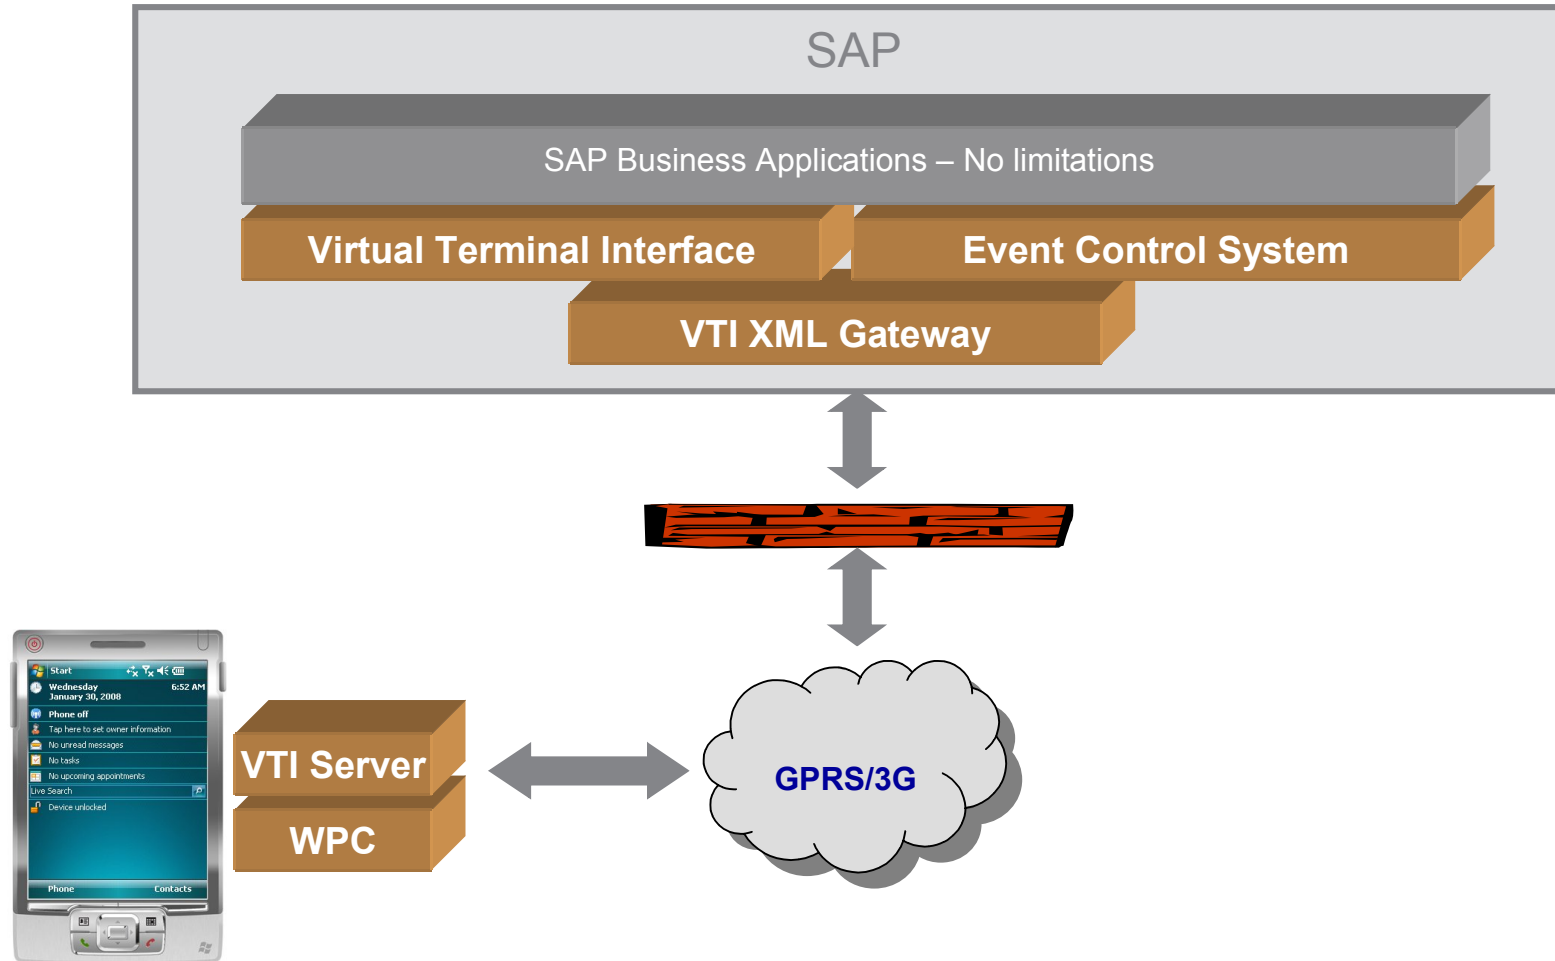 SAP
SAP Business Applications – No limitations
Virtual Terminal Interface
Event Control System
VTI XML Gateway
Start
Wednesday 6:52 AM
January 30, 2008
Phone off
Tap here to set owner information
No unread messages
No tasks
No upcoming appointments
Live Search
Device unlocked
Phone Contacts
VTI Server
WPC
GPRS/3G